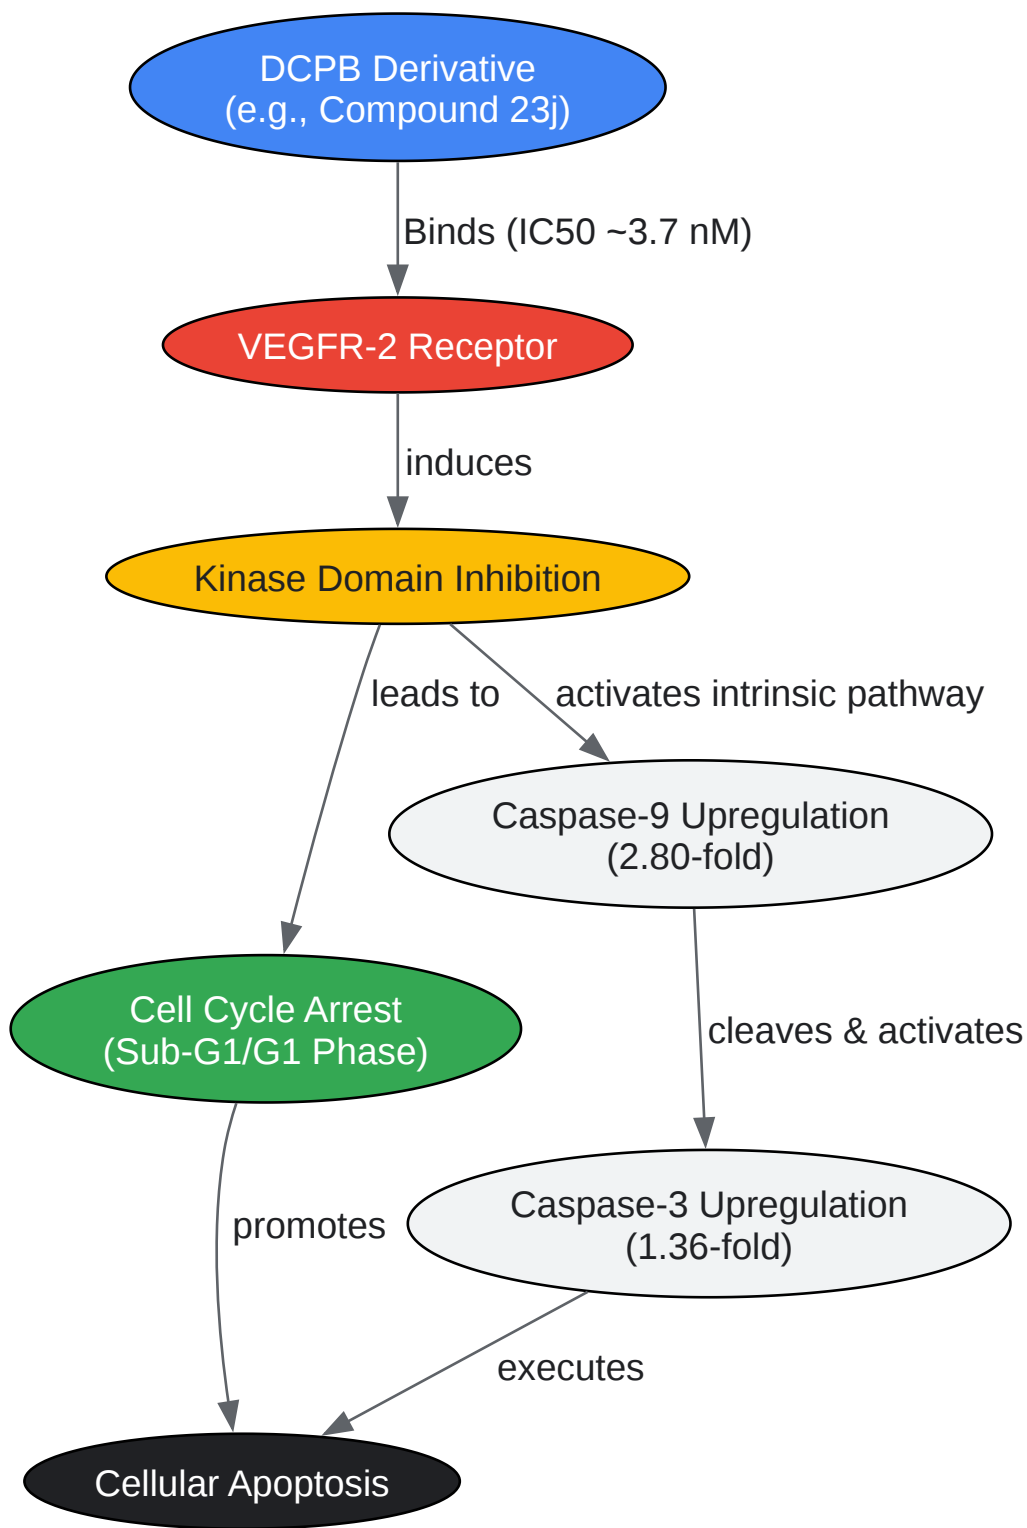 DCPB Derivative
(e.g., Compound 23j)
Binds (IC50 ~3.7 nM)
VEGFR-2 Receptor
induces
Kinase Domain Inhibition
leads to
activates intrinsic pathway
Caspase-9 Upregulation
(2.80-fold)
Cell Cycle Arrest
(Sub-G1/G1 Phase)
cleaves & activates
Caspase-3 Upregulation
(1.36-fold)
promotes
executes
Cellular Apoptosis